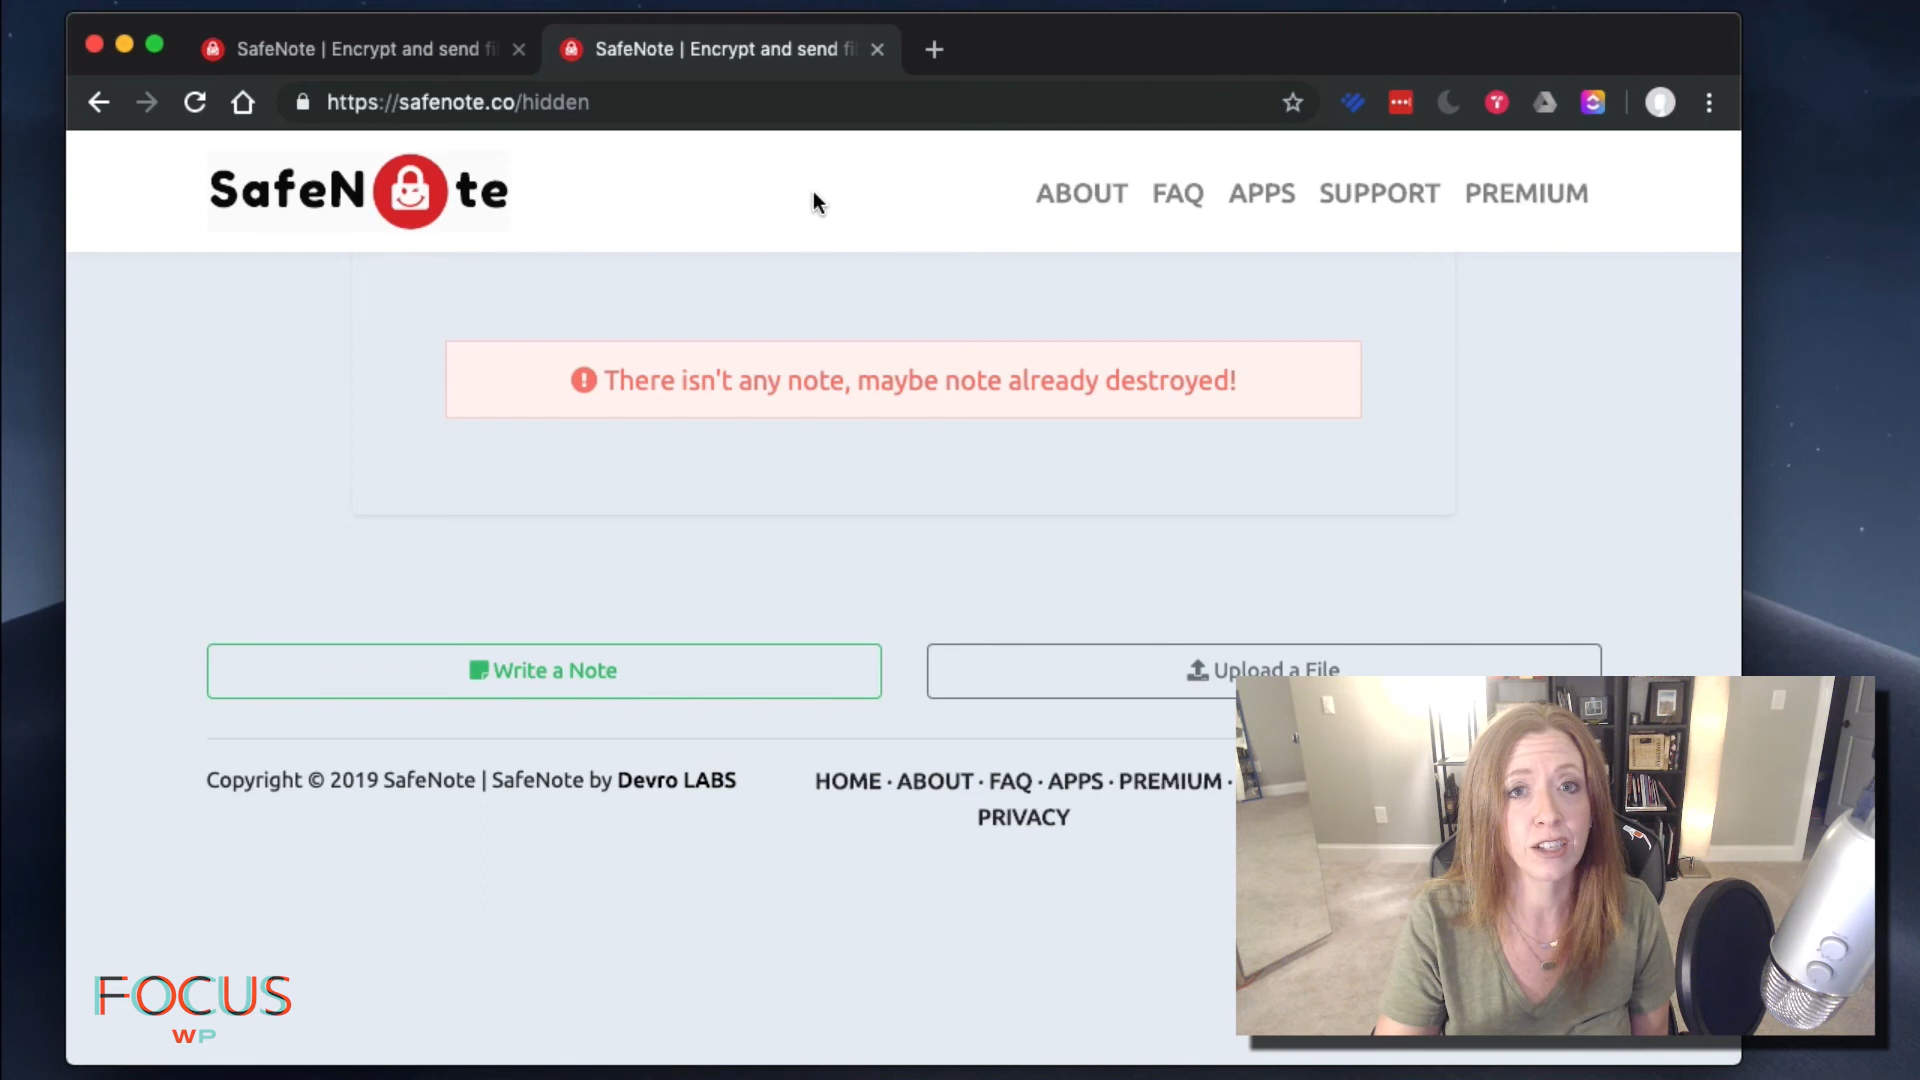 SafeNote | Encrypt and send fi
SafeNote | Encrypt and send fi
https://safenote.co/hidden
SafeN te
ABOUT FAQ APPS SUPPORT PREMIUM
There isn't any note, maybe note already destroyed!
Write a Note
Upload a File
Copyright © 2019 SafeNote | SafeNote by Devro LABS
HOME · ABOUT · FAQ · APPS · PREMIUM ·
PRIVACY
FOCUS
WP